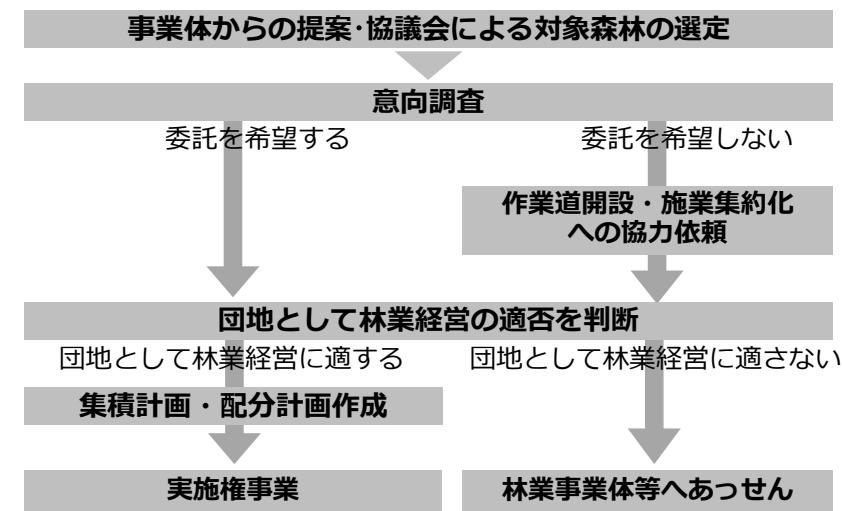 事業体からの提案･協議会による対象森林の選定
意向調査
委託を希望する
委託を希望しない
作業道開設・施業集約化
への協力依頼
団地として林業経営の適否を判断
団地として林業経営に適する
団地として林業経営に適さない
集積計画・配分計画作成
実施権事業
林業事業体等へあっせん